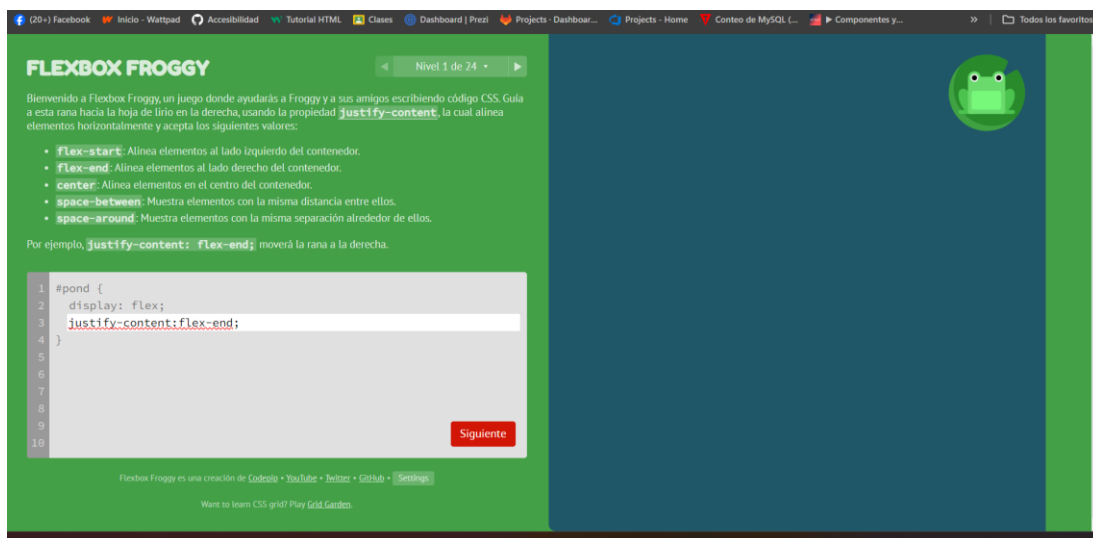 (20+) Facebook Inicio - Wattpad Accesibilidad Tutorial HTML Clases Dashboard | Prezi Projects · Dashboar... Projects - Home Conteo de MySQL (... ▶ Componentes y... » Todos los favoritos
FLEXBOX FROGGY
◀ Nivel 1 de 24 ▾ ▶
Bienvenido a Flexbox Froggy, un juego donde ayudarás a Froggy y a sus amigos escribiendo código CSS. Guía
a esta rana hacia la hoja de lirio en la derecha, usando la propiedad justify-content, la cual alinea
elementos horizontalmente y acepta los siguientes valores:
• flex-start: Alinea elementos al lado izquierdo del contenedor.
• flex-end: Alinea elementos al lado derecho del contenedor.
• center: Alinea elementos en el centro del contenedor.
• space-between: Muestra elementos con la misma distancia entre ellos.
• space-around: Muestra elementos con la misma separación alrededor de ellos.
Por ejemplo, justify-content: flex-end; moverá la rana a la derecha.
1 #pond {
2 display: flex;
3 justify-content:flex-end;
4 }
5
6
7
8
9
10
Siguiente
Flexbox Froggy es una creación de Codepip • YouTube • Twitter • GitHub • Settings
Want to learn CSS grid? Play Grid Garden.